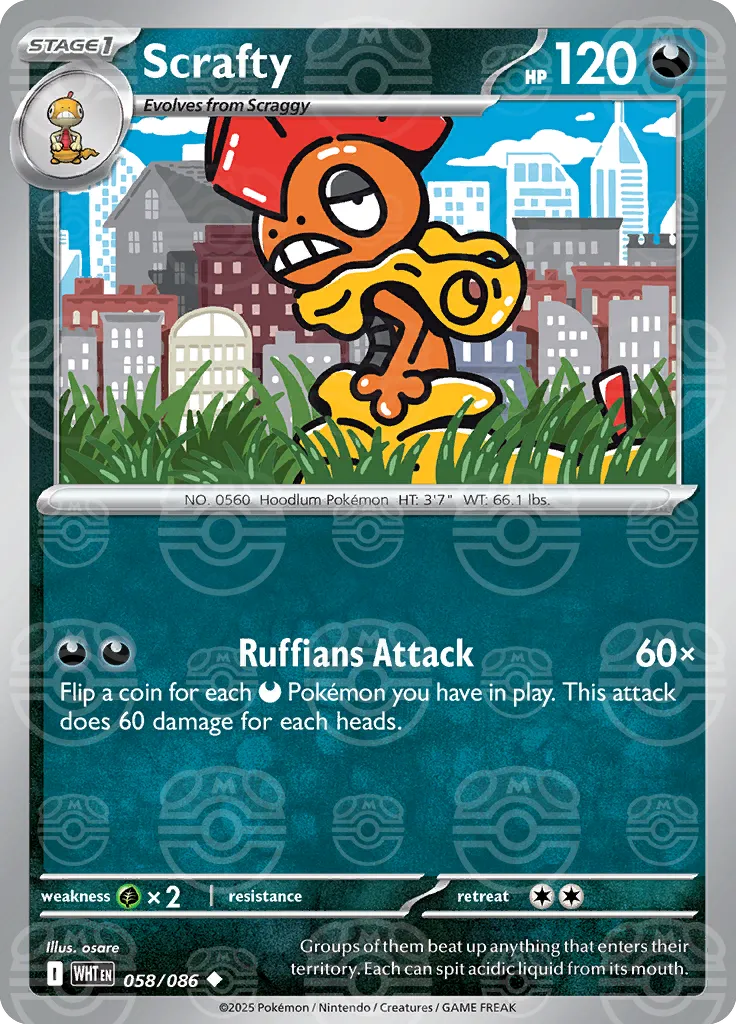 STAGE1
Scrafty
HP 120
Evolves from Scraggy
NO. 0560 Hoodlum Pokémon HT: 3'7" WT: 66.1 lbs.
Ruffians Attack 60×
Flip a coin for each Pokémon you have in play. This attack
does 60 damage for each heads.
weakness ×2 resistance retreat
Illus. osare
Groups of them beat up anything that enters their
territory. Each can spit acidic liquid from its mouth.
I WHT EN 058/086
©2025 Pokémon / Nintendo / Creatures / GAME FREAK